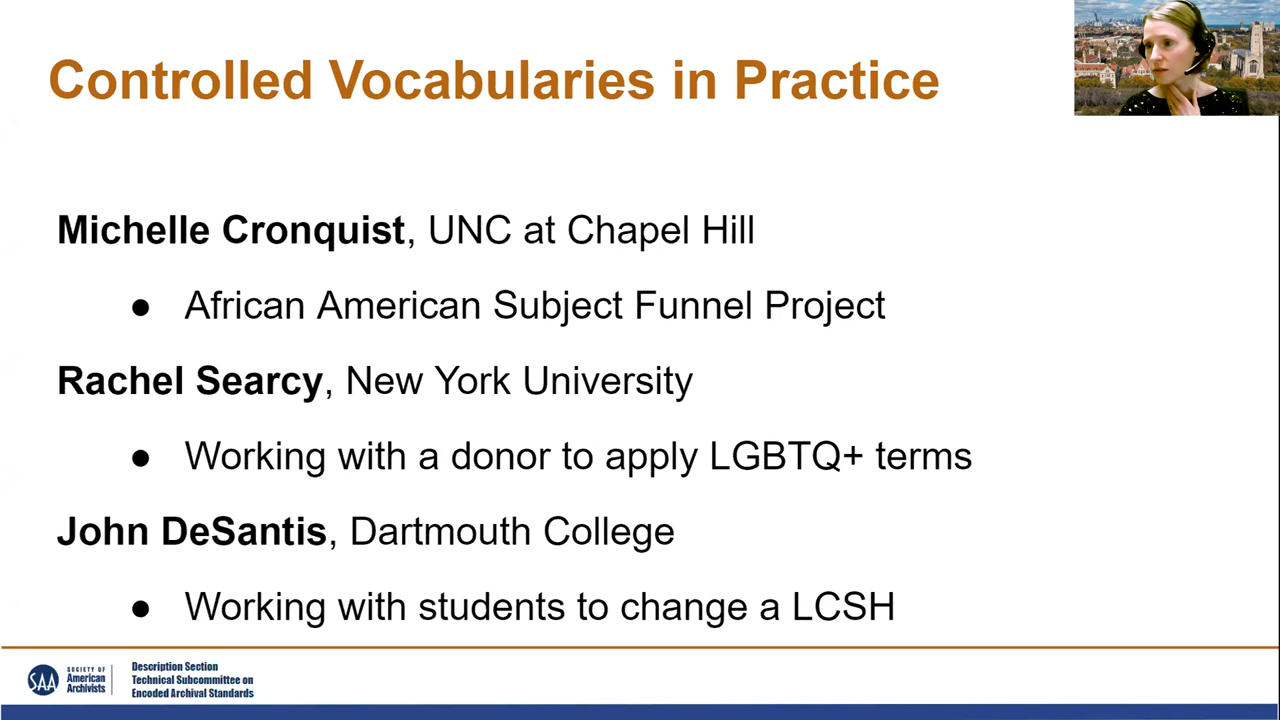 Controlled Vocabularies in Practice
Michelle Cronquist, UNC at Chapel Hill
● African American Subject Funnel Project
Rachel Searcy, New York University
● Working with a donor to apply LGBTQ+ terms
John DeSantis, Dartmouth College
● Working with students to change a LCSH
SAA
SOCIETY OF
American
Archivists
Description Section
Technical Subcommittee on
Encoded Archival Standards